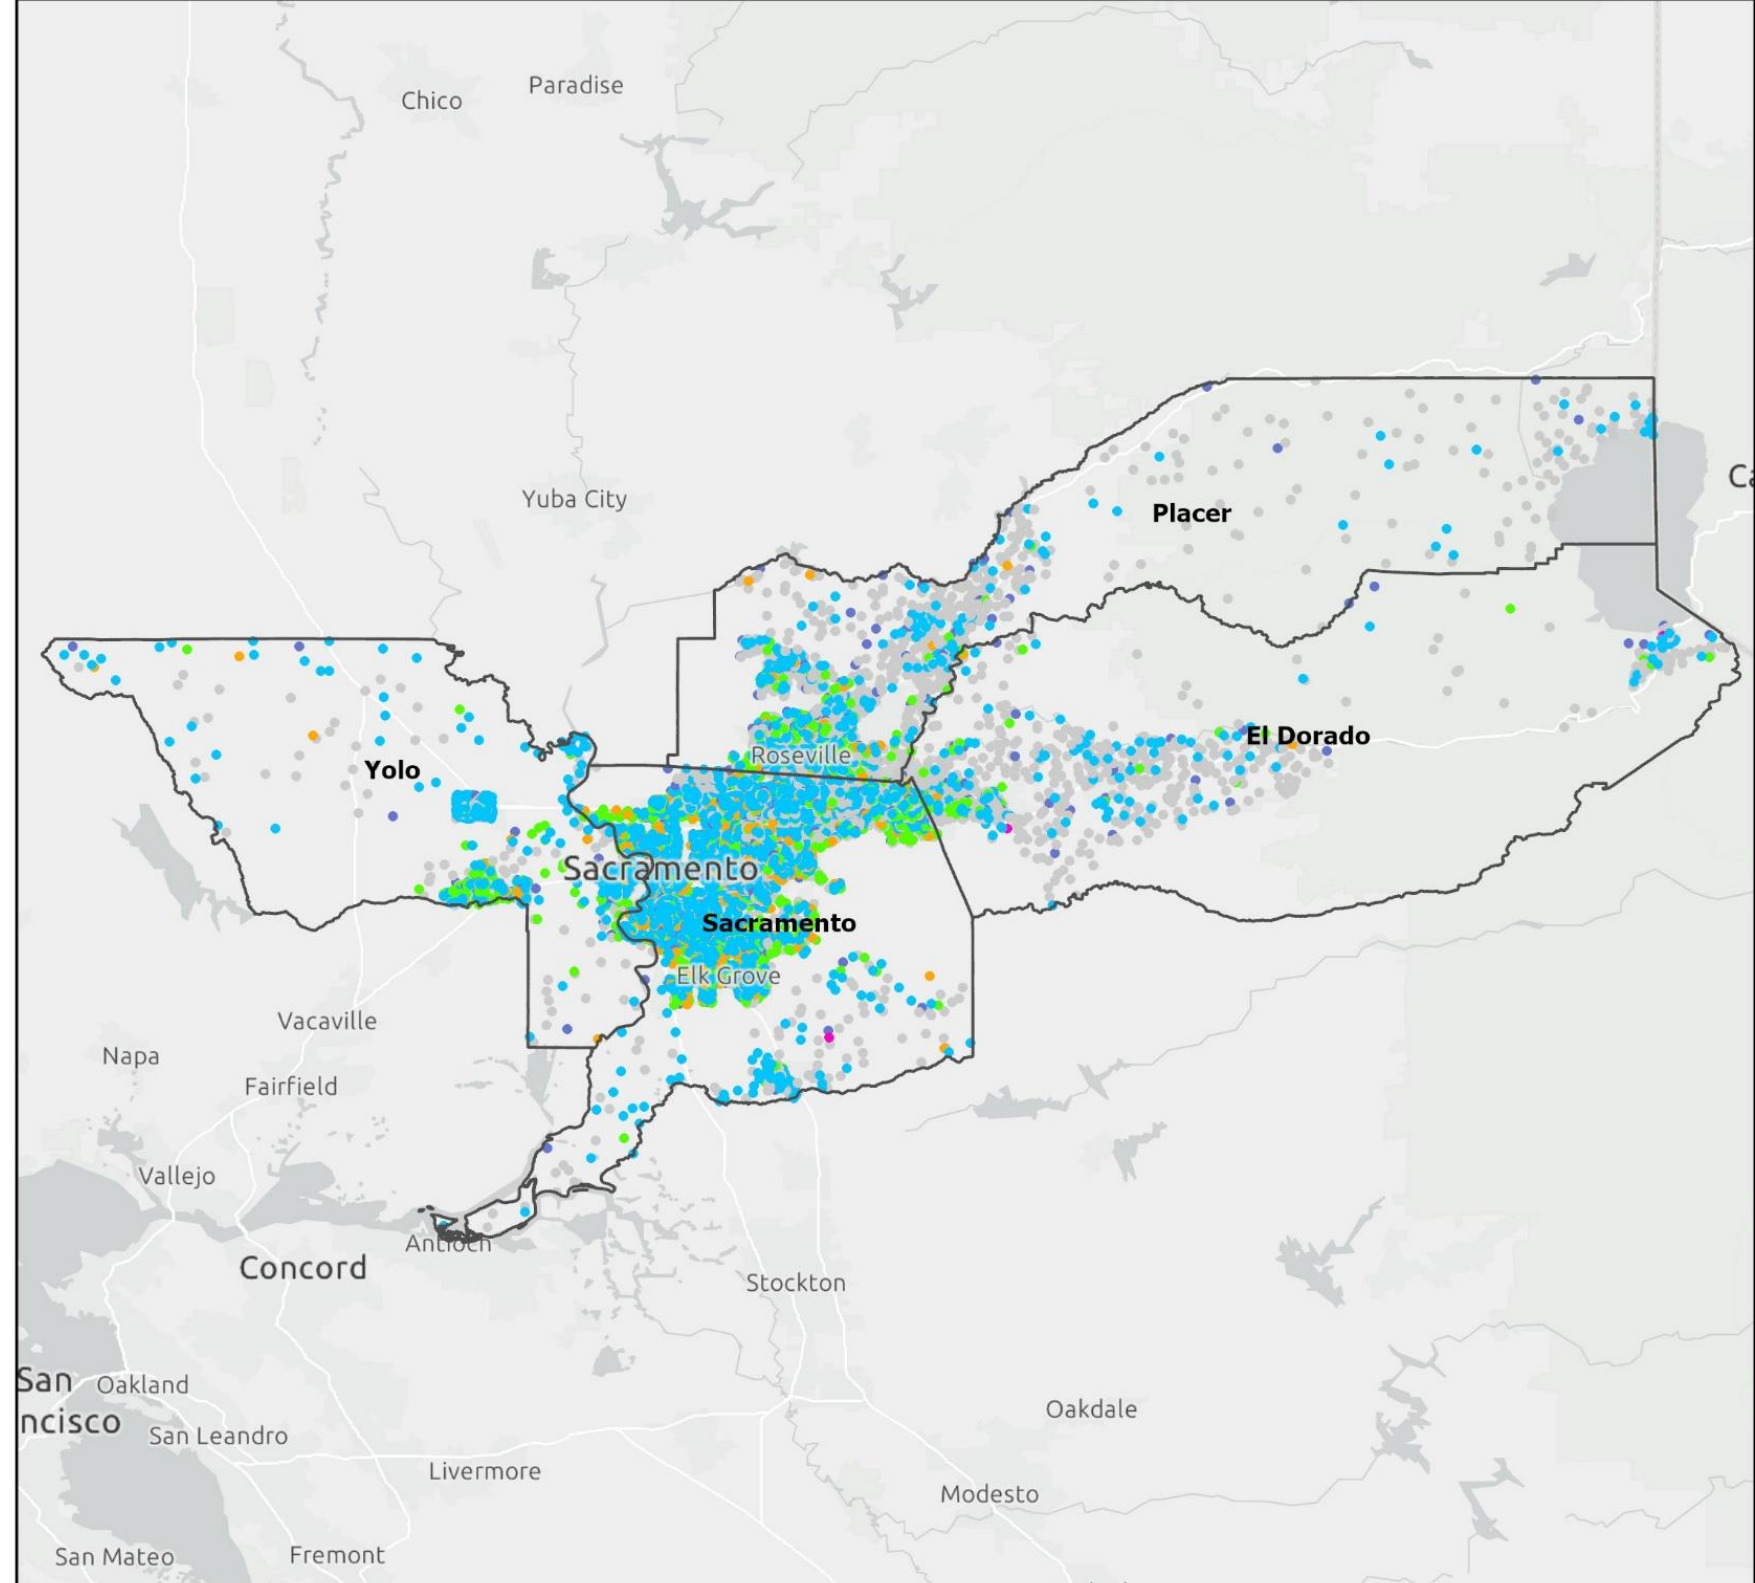 Paradise
Chico
Ca
Yuba City
Placer
El Dorado
Roseville
Yolo
Sacramento
Sacramento
Elk Grove
Vacaville
Napa
Fairfield
Vallejo
Antioch
Concord
Stockton
San
ncisco
Oakland
Oakdale
San Leandro
Livermore
Modesto
Fremont
San Mateo